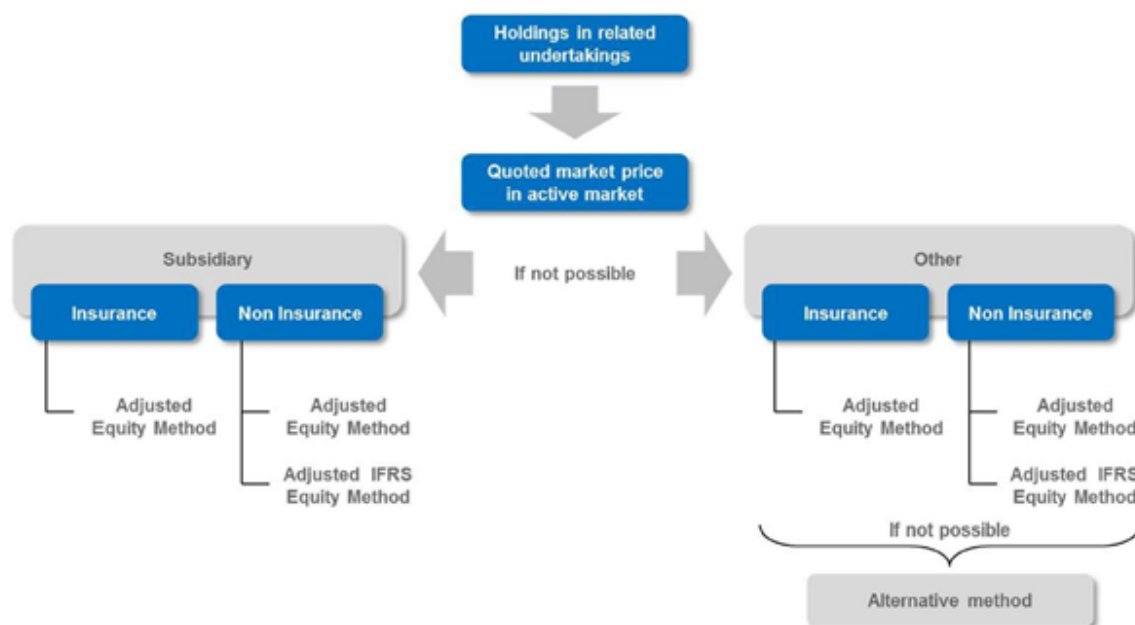 Holdings in related
undertakings
Quoted market price
in active market
Subsidiary
If not possible
Other
Insurance
Non Insurance
Insurance
Non Insurance
Adjusted
Equity Method
Adjusted
Equity Method
Adjusted
Equity Method
Adjusted
Equity Method
Adjusted IFRS
Equity Method
Adjusted IFRS
Equity Method
If not possible
Alternative method